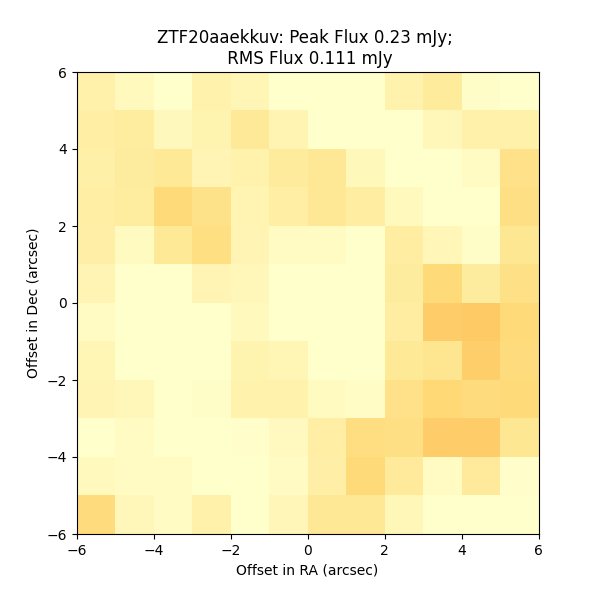 ZTF20aaekkuv: Peak Flux 0.23 mJy;
RMS Flux 0.111 mJy
6
4
2
0
−2
−4
−6
Offset in Dec (arcsec)
−6 −4 −2 0 2 4 6
Offset in RA (arcsec)